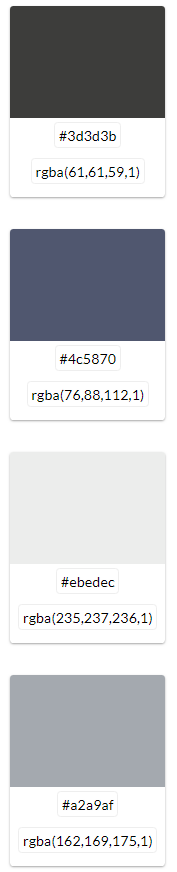 #3d3d3b
rgba(61,61,59,1)
#4c5870
rgba(76,88,112,1)
#ebedec
rgba(235,237,236,1)
#a2a9af
rgba(162,169,175,1)